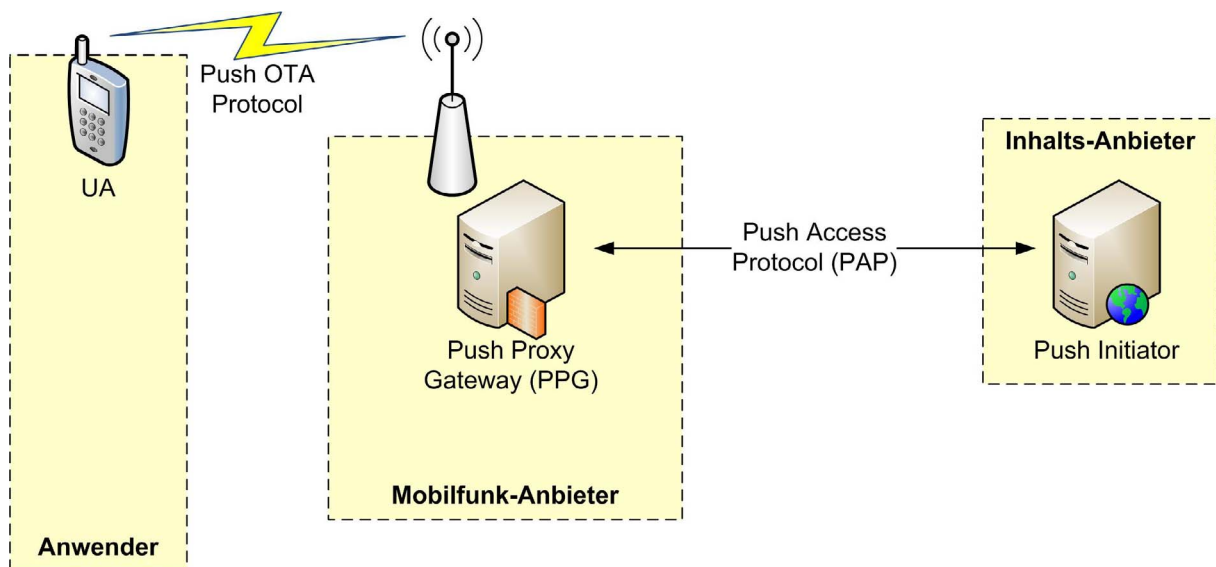 Push OTA
Protocol
UA
Anwender
Push Proxy
Gateway (PPG)
Mobilfunk-Anbieter
Push Access
Protocol (PAP)
Inhalts-Anbieter
Push Initiator